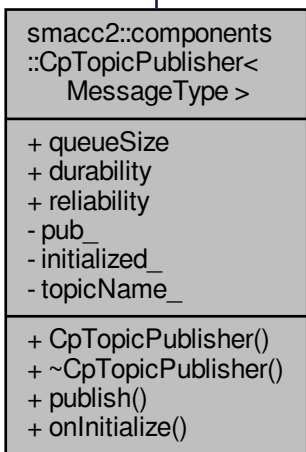 smacc2::components
::CpTopicPublisher<
MessageType >
+ queueSize
+ durability
+ reliability
- pub_
- initialized_
- topicName_
+ CpTopicPublisher()
+ ~CpTopicPublisher()
+ publish()
+ onInitialize()